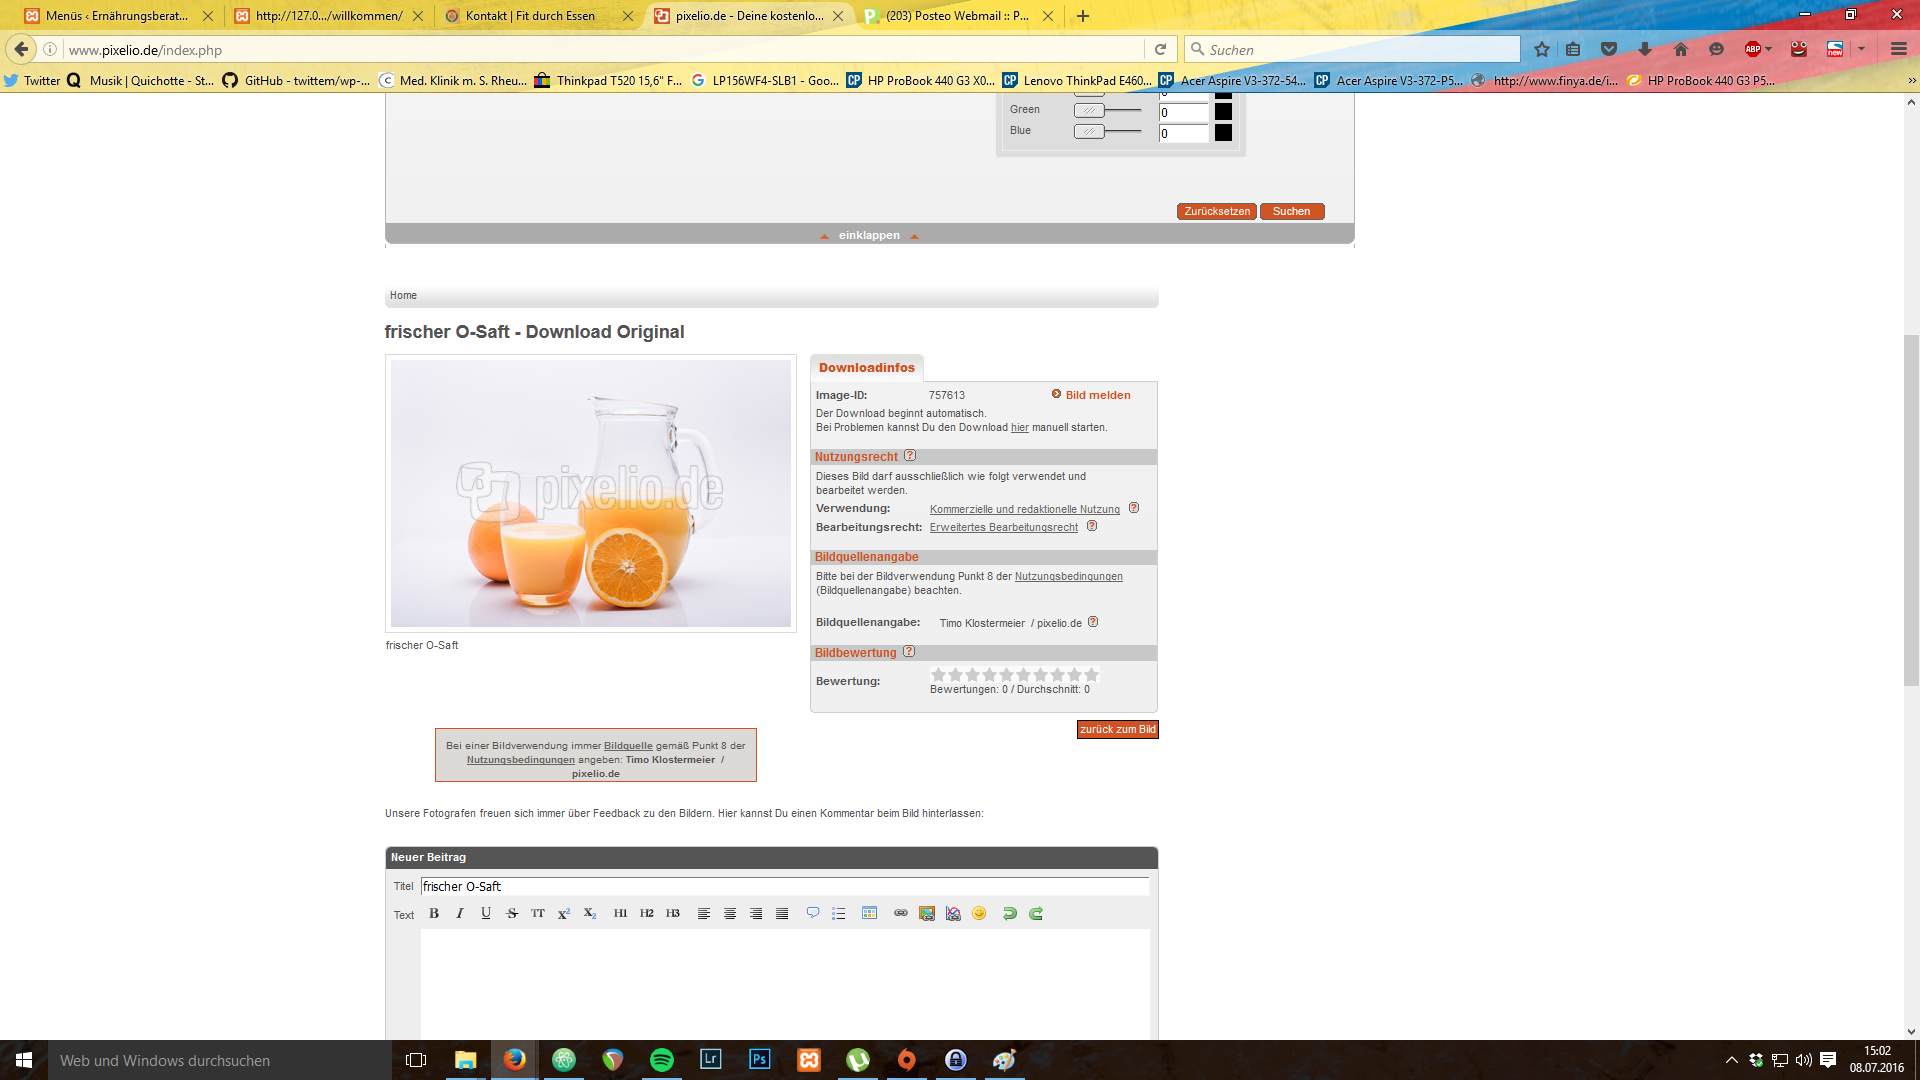 Menüs ‹ Ernährungsberat...
http://127.0.../willkommen/
Kontakt | Fit durch Essen
pixelio.de - Deine kostenlo...
(203) Posteo Webmail :: P...
www.pixelio.de/index.php
Suchen
ABP
new
Twitter
Musik | Quichotte - St...
GitHub - twittem/wp-...
Med. Klinik m. S. Rheu...
Thinkpad T520 15,6" F...
LP156WF4-SLB1 - Goo...
HP ProBook 440 G3 X0...
Lenovo ThinkPad E460...
Acer Aspire V3-372-54...
Acer Aspire V3-372-P5...
http://www.finya.de/i...
HP ProBook 440 G3 P5...
Green 0
Blue 0
Zurücksetzen Suchen
einklappen
Home
frischer O-Saft - Download Original
pixelio.de
frischer O-Saft
Downloadinfos
Image-ID: 757613 Bild melden
Der Download beginnt automatisch.
Bei Problemen kannst Du den Download hier manuell starten.
Nutzungsrecht ?
Dieses Bild darf ausschließlich wie folgt verwendet und
bearbeitet werden.
Verwendung: Kommerzielle und redaktionelle Nutzung ?
Bearbeitungsrecht: Erweitertes Bearbeitungsrecht ?
Bildquellenangabe
Bitte bei der Bildverwendung Punkt 8 der Nutzungsbedingungen
(Bildquellenangabe) beachten.
Bildquellenangabe: Timo Klostermeier / pixelio.de ?
Bildbewertung ?
Bewertung:
Bewertungen: 0 / Durchschnitt: 0
zurück zum Bild
Bei einer Bildverwendung immer Bildquelle gemäß Punkt 8 der
Nutzungsbedingungen angeben: Timo Klostermeier /
pixelio.de
Unsere Fotografen freuen sich immer über Feedback zu den Bildern. Hier kannst Du einen Kommentar beim Bild hinterlassen:
Neuer Beitrag
Titel frischer O-Saft
Text B I U S TT X² X₂ H1 H2 H3
Web und Windows durchsuchen
Lr Ps
15:02
08.07.2016